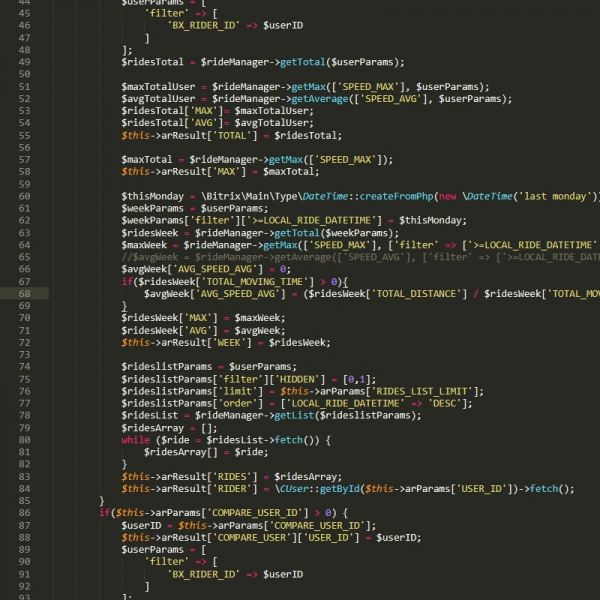 44 $userParams = [
45 'filter' => [
46 'BX_RIDER_ID' => $userID
47 ]
48 ];
49 $ridesTotal = $rideManager->getTotal($userParams);
50
51 $maxTotalUser = $rideManager->getMax(['SPEED_MAX'], $userParams);
52 $avgTotalUser = $rideManager->getAverage(['SPEED_AVG'], $userParams);
53 $ridesTotal['MAX']= $maxTotalUser;
54 $ridesTotal['AVG']= $avgTotalUser;
55 $this->arResult['TOTAL'] = $ridesTotal;
56
57 $maxTotal = $rideManager->getMax(['SPEED_MAX']);
58 $this->arResult['MAX'] = $maxTotal;
59
60 $thisMonday = \Bitrix\Main\Type\DateTime::createFromPhp(new \DateTime('last monday')
61 $weekParams = $userParams;
62 $weekParams['filter']['>=LOCAL_RIDE_DATETIME'] = $thisMonday;
63 $ridesWeek = $rideManager->getTotal($weekParams);
64 $maxWeek = $rideManager->getMax(['SPEED_MAX'], ['filter' => ['>=LOCAL_RIDE_DATETIME'
65 //$avgWeek = $rideManager->getAverage(['SPEED_AVG'], ['filter' => ['>=LOCAL_RIDE_DATE
66 $avgWeek['AVG_SPEED_AVG'] = 0;
67 if($ridesWeek['TOTAL_MOVING_TIME'] > 0){
68 $avgWeek['AVG_SPEED_AVG'] = ($ridesWeek['TOTAL_DISTANCE'] / $ridesWeek['TOTAL_MOV
69 }
70 $ridesWeek['MAX'] = $maxWeek;
71 $ridesWeek['AVG'] = $avgWeek;
72 $this->arResult['WEEK'] = $ridesWeek;
73
74 $rideslistParams = $userParams;
75 $rideslistParams['filter']['HIDDEN'] = [0,1];
76 $rideslistParams['limit'] = $this->arParams['RIDES_LIST_LIMIT'];
77 $rideslistParams['order'] = ['LOCAL_RIDE_DATETIME' => 'DESC'];
78 $ridesList = $rideManager->getList($rideslistParams);
79 $ridesArray = [];
80 while ($ride = $ridesList->fetch()) {
81 $ridesArray[] = $ride;
82 }
83 $this->arResult['RIDES'] = $ridesArray;
84 $this->arResult['RIDER'] = \CUser::getById($this->arParams['USER_ID'])->fetch();
85 }
86 if($this->arParams['COMPARE_USER_ID'] > 0) {
87 $userID = $this->arParams['COMPARE_USER_ID'];
88 $this->arResult['COMPARE_USER']['USER_ID'] = $userID;
89 $userParams = [
90 'filter' => [
91 'BX_RIDER_ID' => $userID
92 ]
93 ];